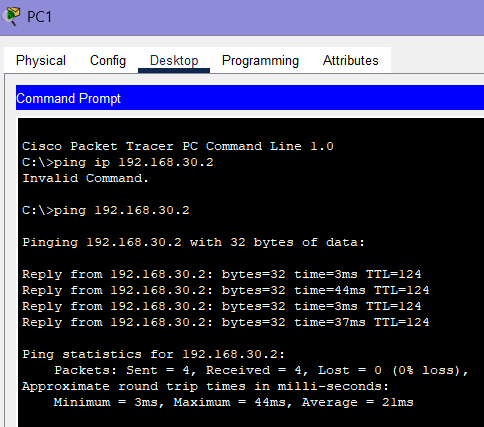 PC1
Physical Config Desktop Programming Attributes
Command Prompt
Cisco Packet Tracer PC Command Line 1.0
C:\>ping ip 192.168.30.2
Invalid Command.
C:\>ping 192.168.30.2
Pinging 192.168.30.2 with 32 bytes of data:
Reply from 192.168.30.2: bytes=32 time=3ms TTL=124
Reply from 192.168.30.2: bytes=32 time=44ms TTL=124
Reply from 192.168.30.2: bytes=32 time=3ms TTL=124
Reply from 192.168.30.2: bytes=32 time=37ms TTL=124
Ping statistics for 192.168.30.2:
Packets: Sent = 4, Received = 4, Lost = 0 (0% loss),
Approximate round trip times in milli-seconds:
Minimum = 3ms, Maximum = 44ms, Average = 21ms